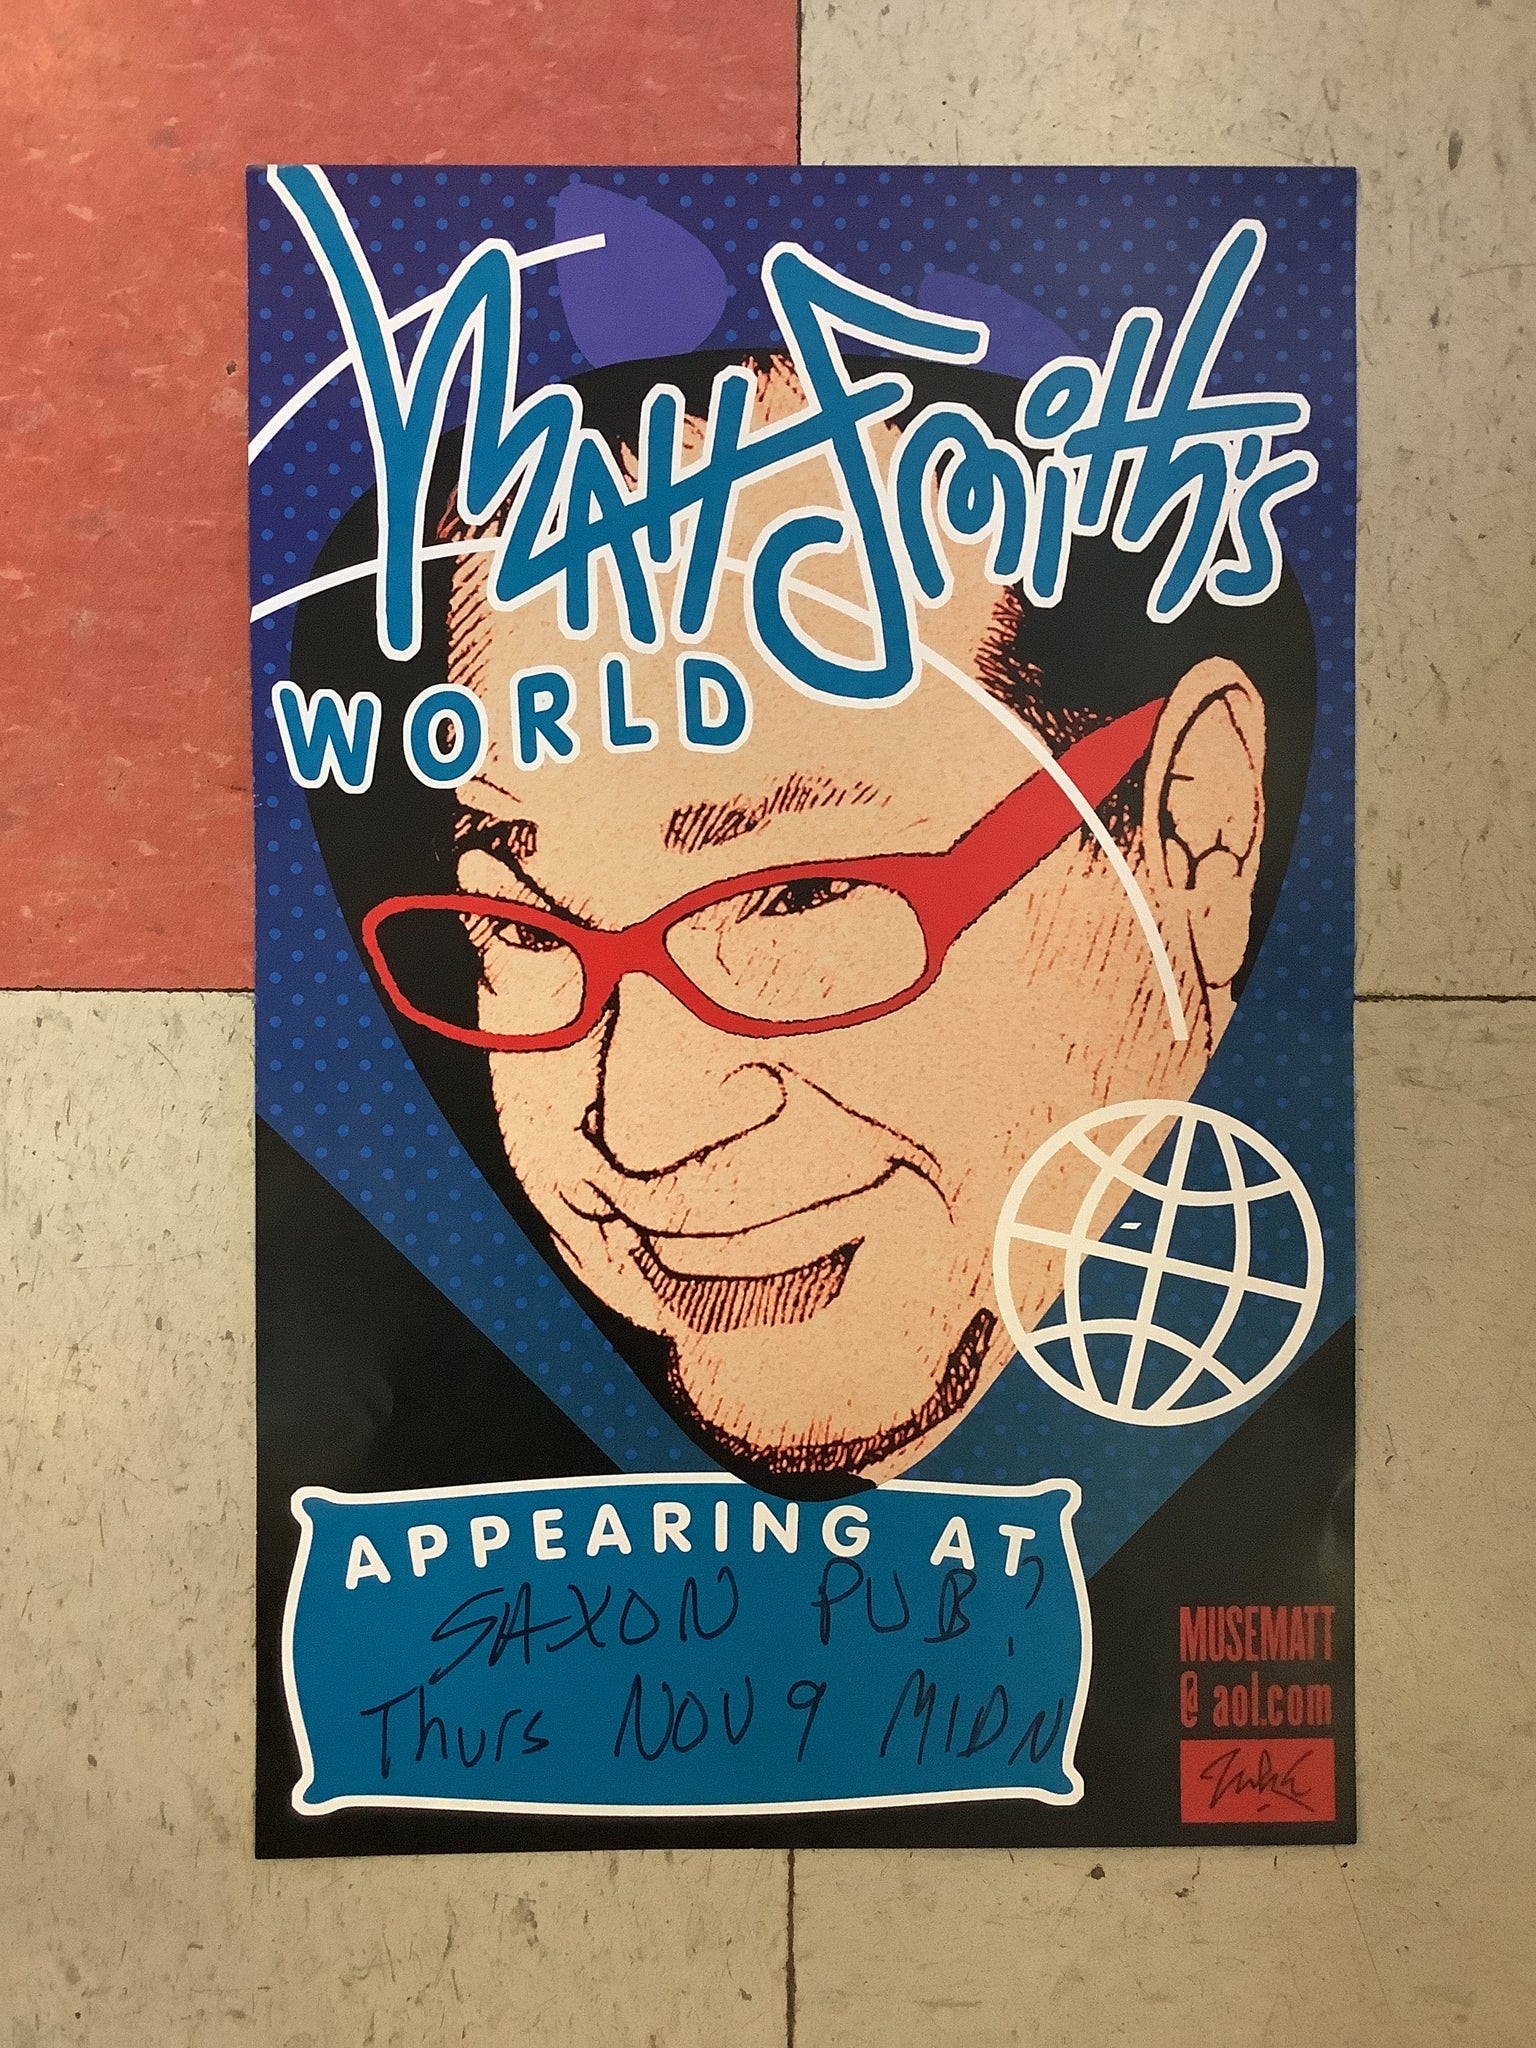 Matt Smith's
WORLD
APPEARING AT
SAXON PUB?
Thurs NOV 9 MIDN
MUSEMATT
@ aol.com